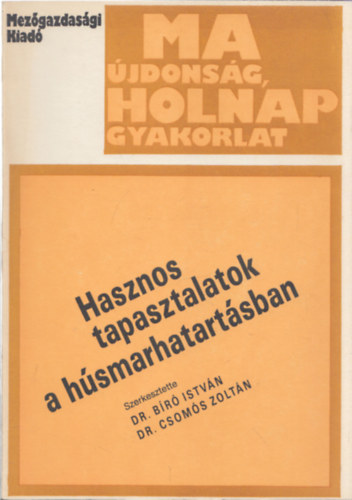 Mezőgazdasági
Kiadó
MA
ÚJDONSÁG,
HOLNAP
GYAKORLAT
Hasznos
tapasztalatok
a húsmarhatartásban
Szerkesztette
DR. BÍRÓ ISTVÁN
DR. CSOMÓS ZOLTÁN